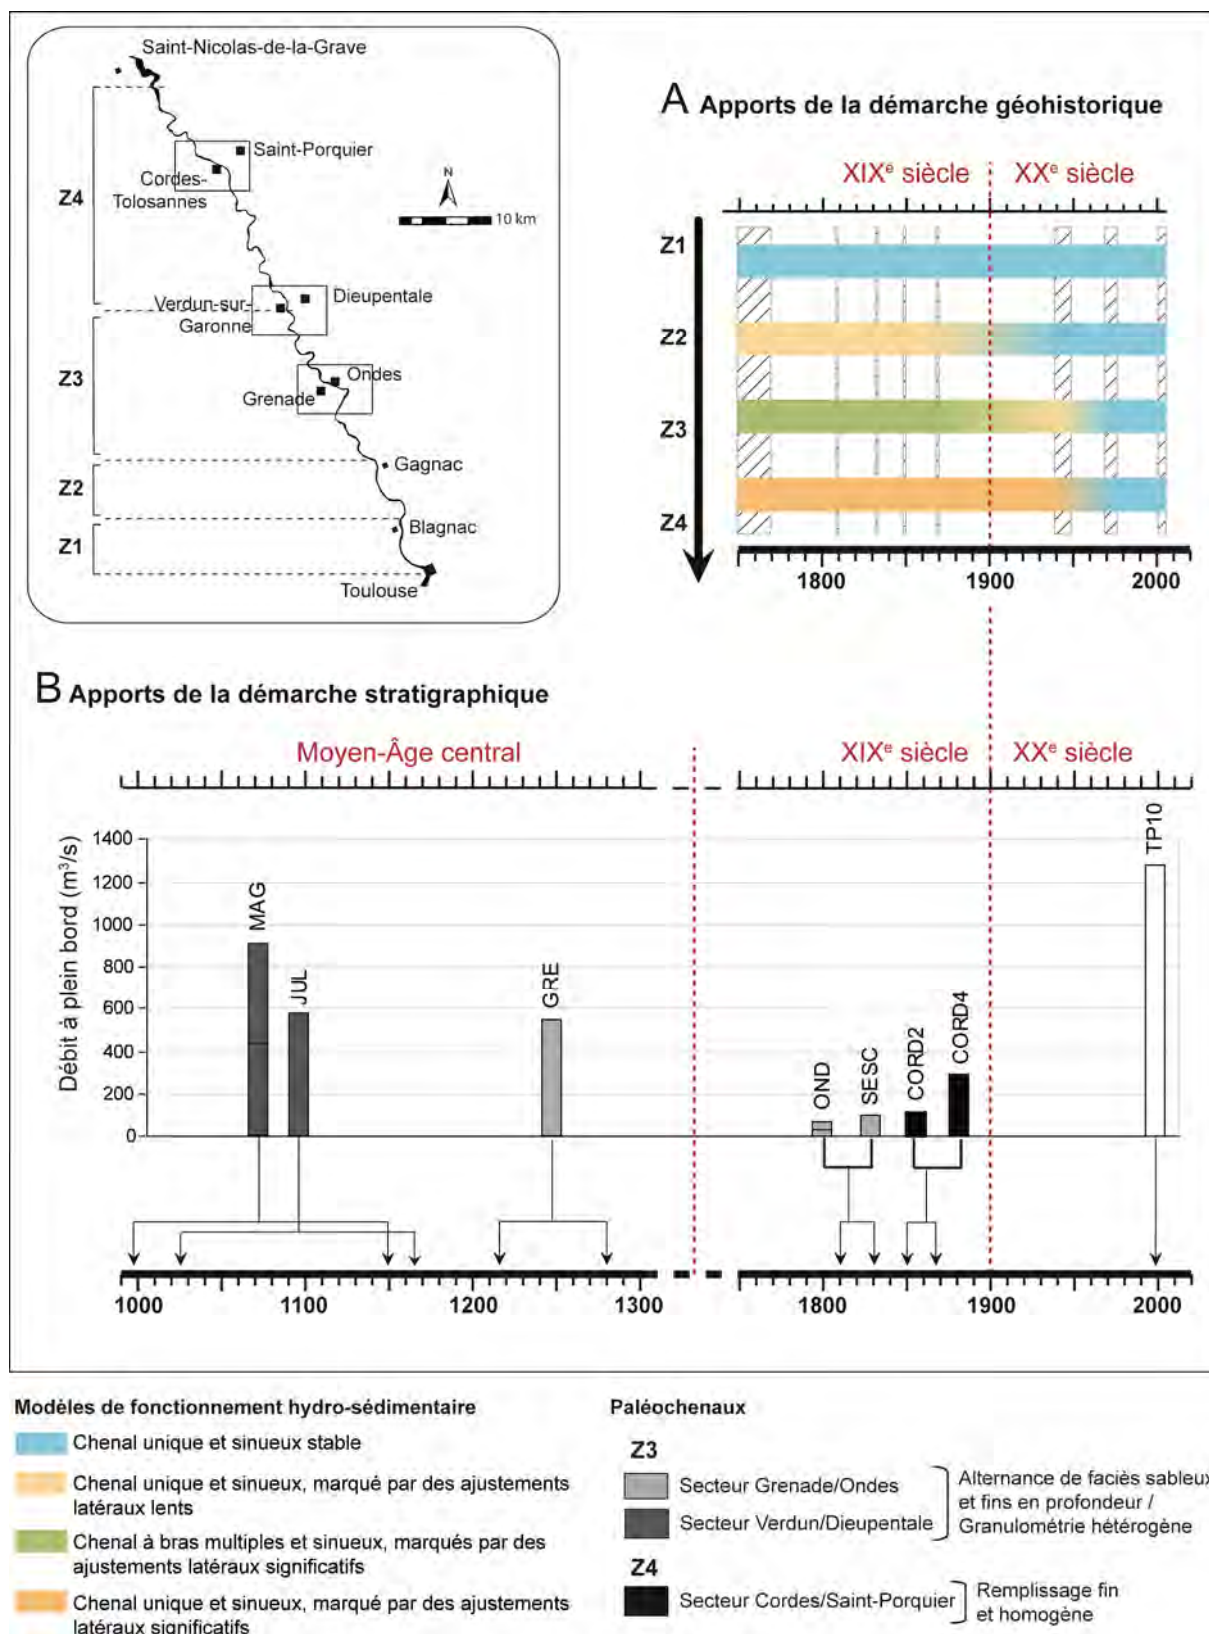 Saint-Nicolas-de-la-Grave
Saint-Porquier
Cordes-
Tolosannes
Z4
N
10 km
Verdun-sur-
Garonne
Dieupentale
Z3
Ondes
Grenade
Gagnac
Z2
Blagnac
Z1
Toulouse
A Apports de la démarche géohistorique
XIXe siècle
XXe siècle
Z1
Z2
Z3
Z4
1800
1900
2000
B Apports de la démarche stratigraphique
Moyen-Âge central
XIXe siècle
XXe siècle
Débit à plein bord (m³/s)
1400
1200
1000
800
600
400
200
0
MAG
JUL
GRE
OND
SESC
CORD2
CORD4
TP10
1000
1100
1200
1300
1800
1900
2000
Modèles de fonctionnement hydro-sédimentaire
Chenal unique et sinueux stable
Chenal unique et sinueux, marqué par des ajustements
latéraux lents
Chenal à bras multiples et sinueux, marqués par des
ajustements latéraux significatifs
Chenal unique et sinueux, marqué par des ajustements
latéraux significatifs
Paléochenaux
Z3
Secteur Grenade/Ondes
Secteur Verdun/Dieupentale
Alternance de faciès sableux
et fins en profondeur /
Granulométrie hétérogène
Z4
Secteur Cordes/Saint-Porquier
Remplissage fin
et homogène